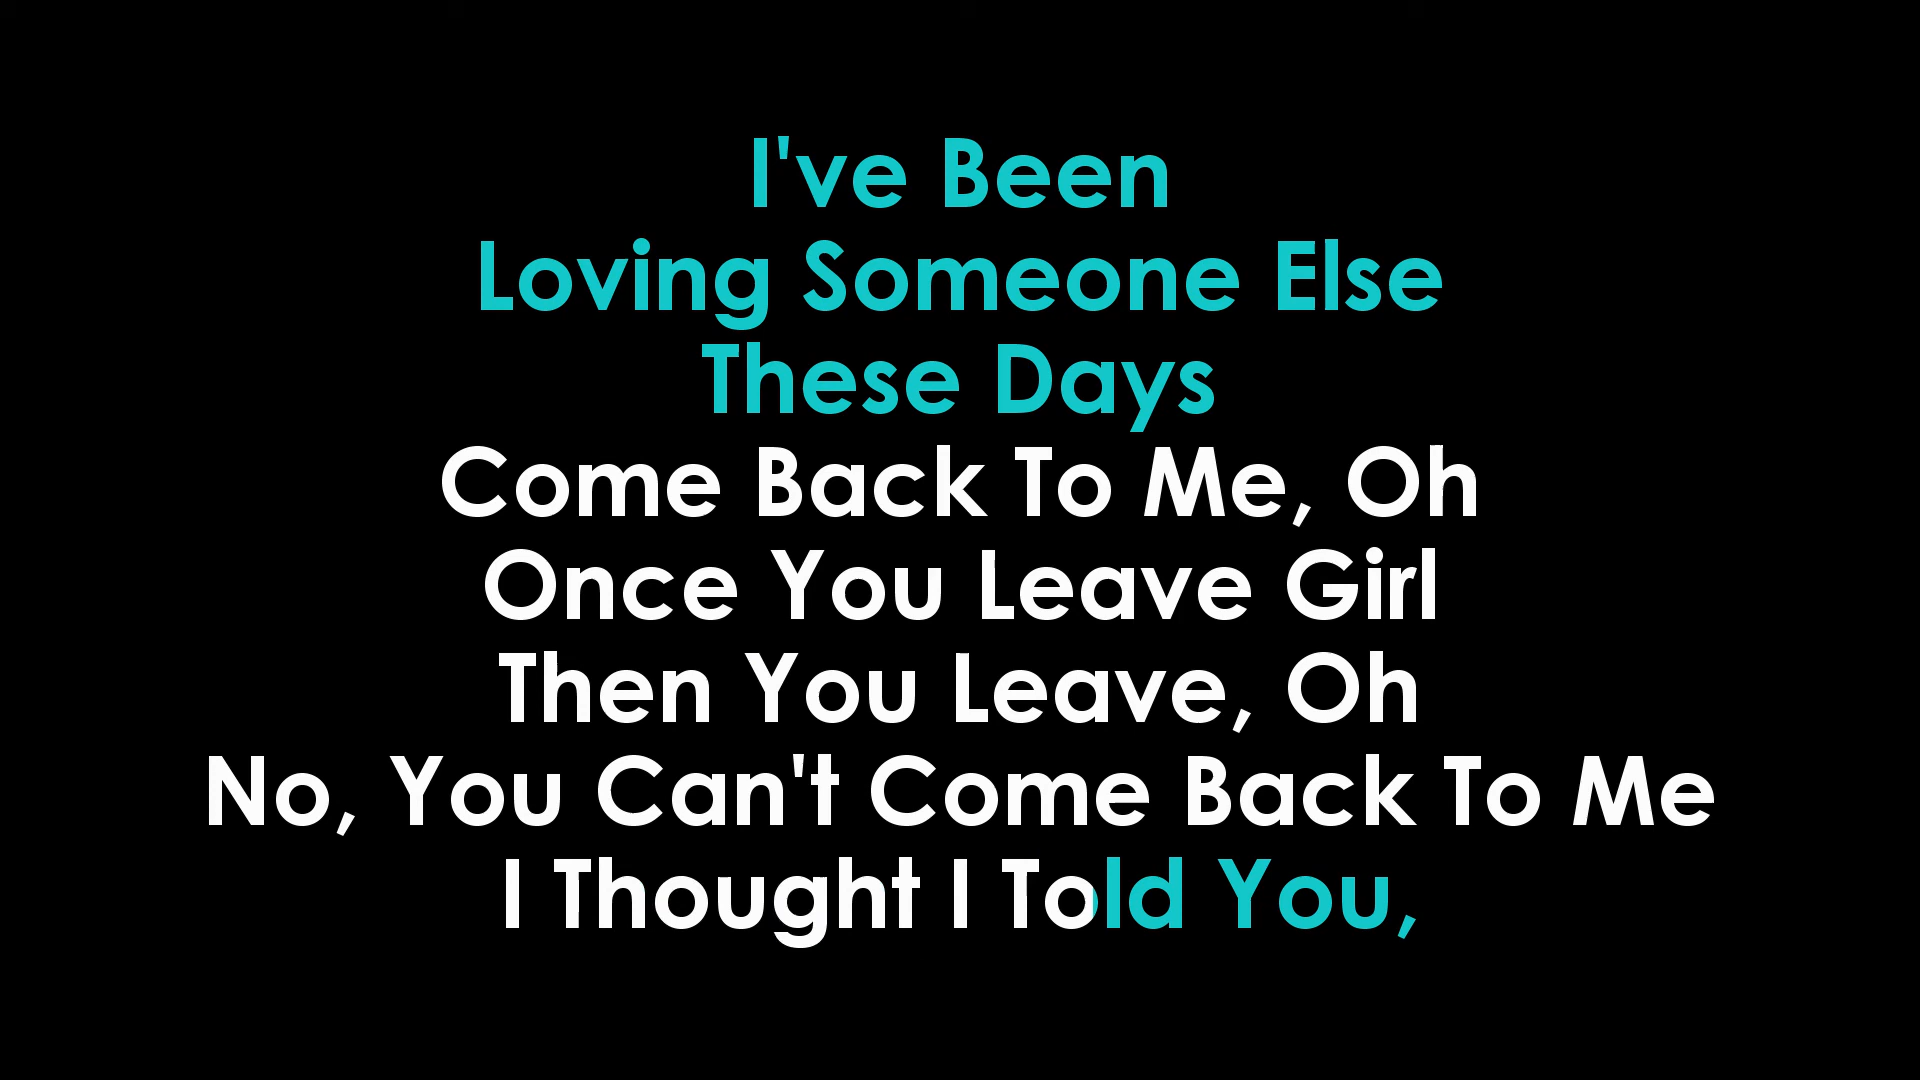 I've Been
Loving Someone Else
These Days
Come Back To Me, Oh
Once You Leave Girl
Then You Leave, Oh
No, You Can't Come Back To Me
I Thought I Told You,